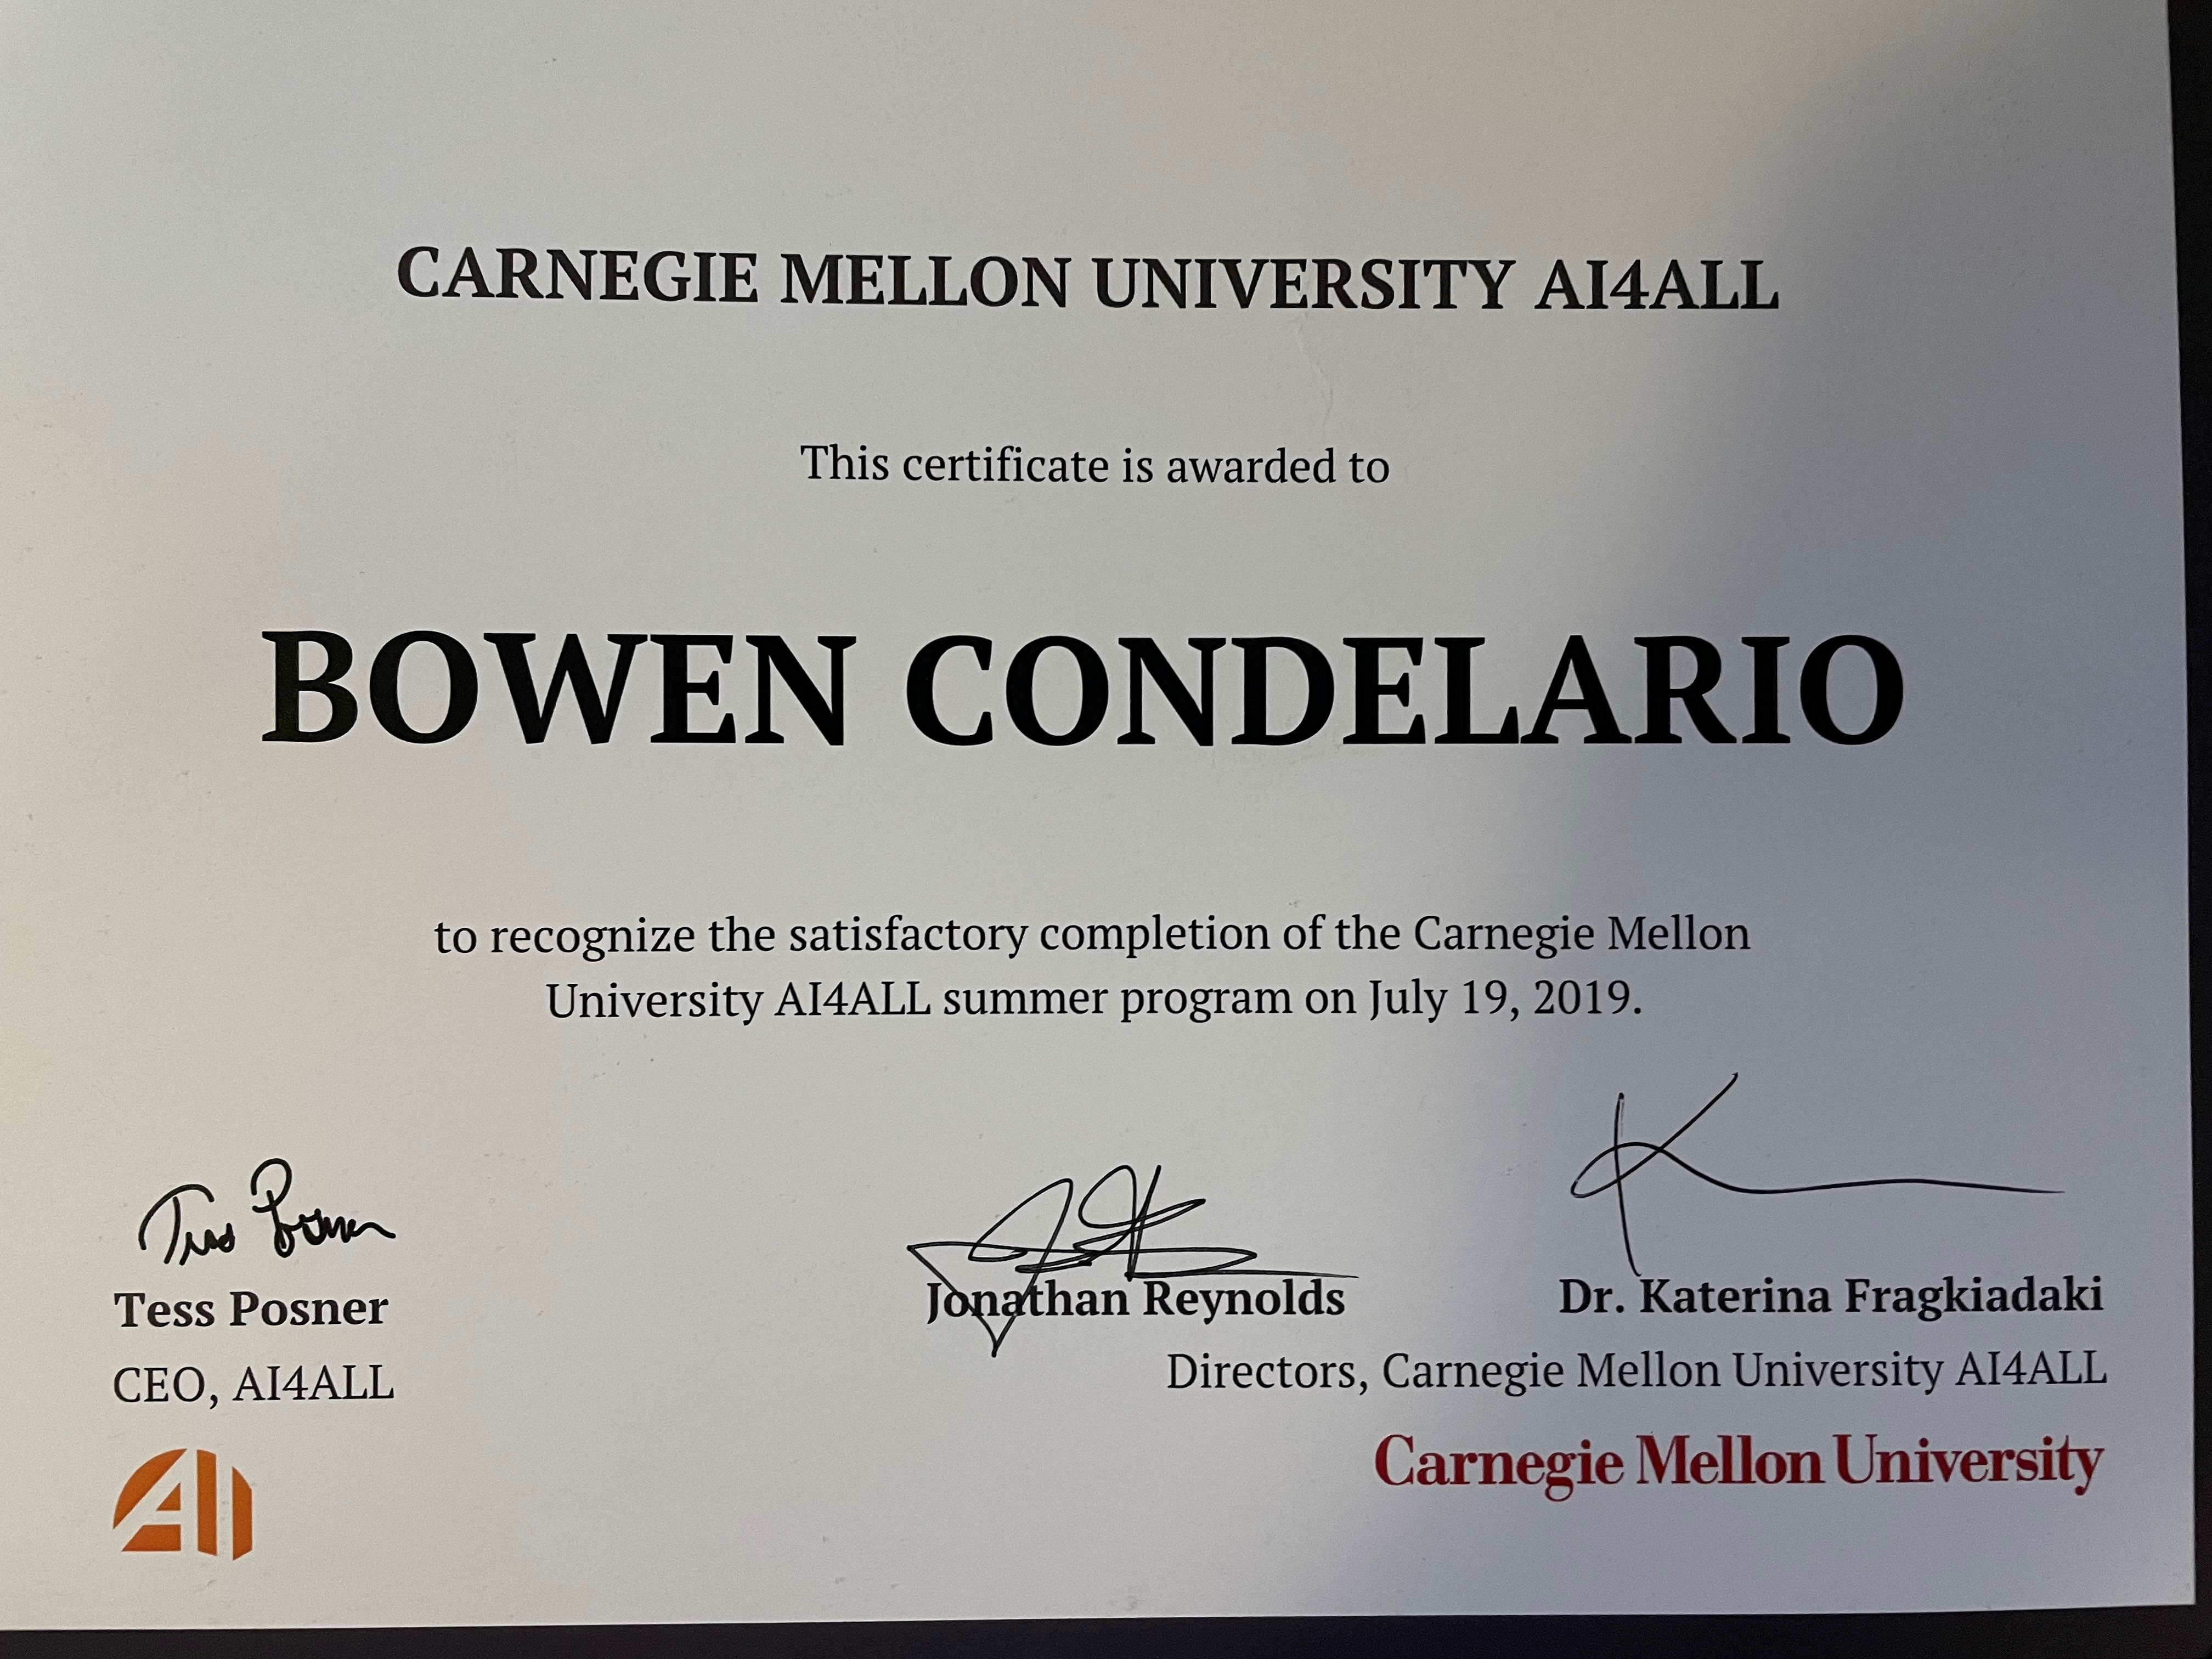 CARNEGIE MELLON UNIVERSITY AI4ALL
This certificate is awarded to
BOWEN CONDELARIO
to recognize the satisfactory completion of the Carnegie Mellon
University AI4ALL summer program on July 19, 2019.
Tess Posner
Tess Posner
CEO, AI4ALL
Jonathan Reynolds
Dr. Katerina Fragkiadaki
Directors, Carnegie Mellon University AI4ALL
AI
Carnegie Mellon University